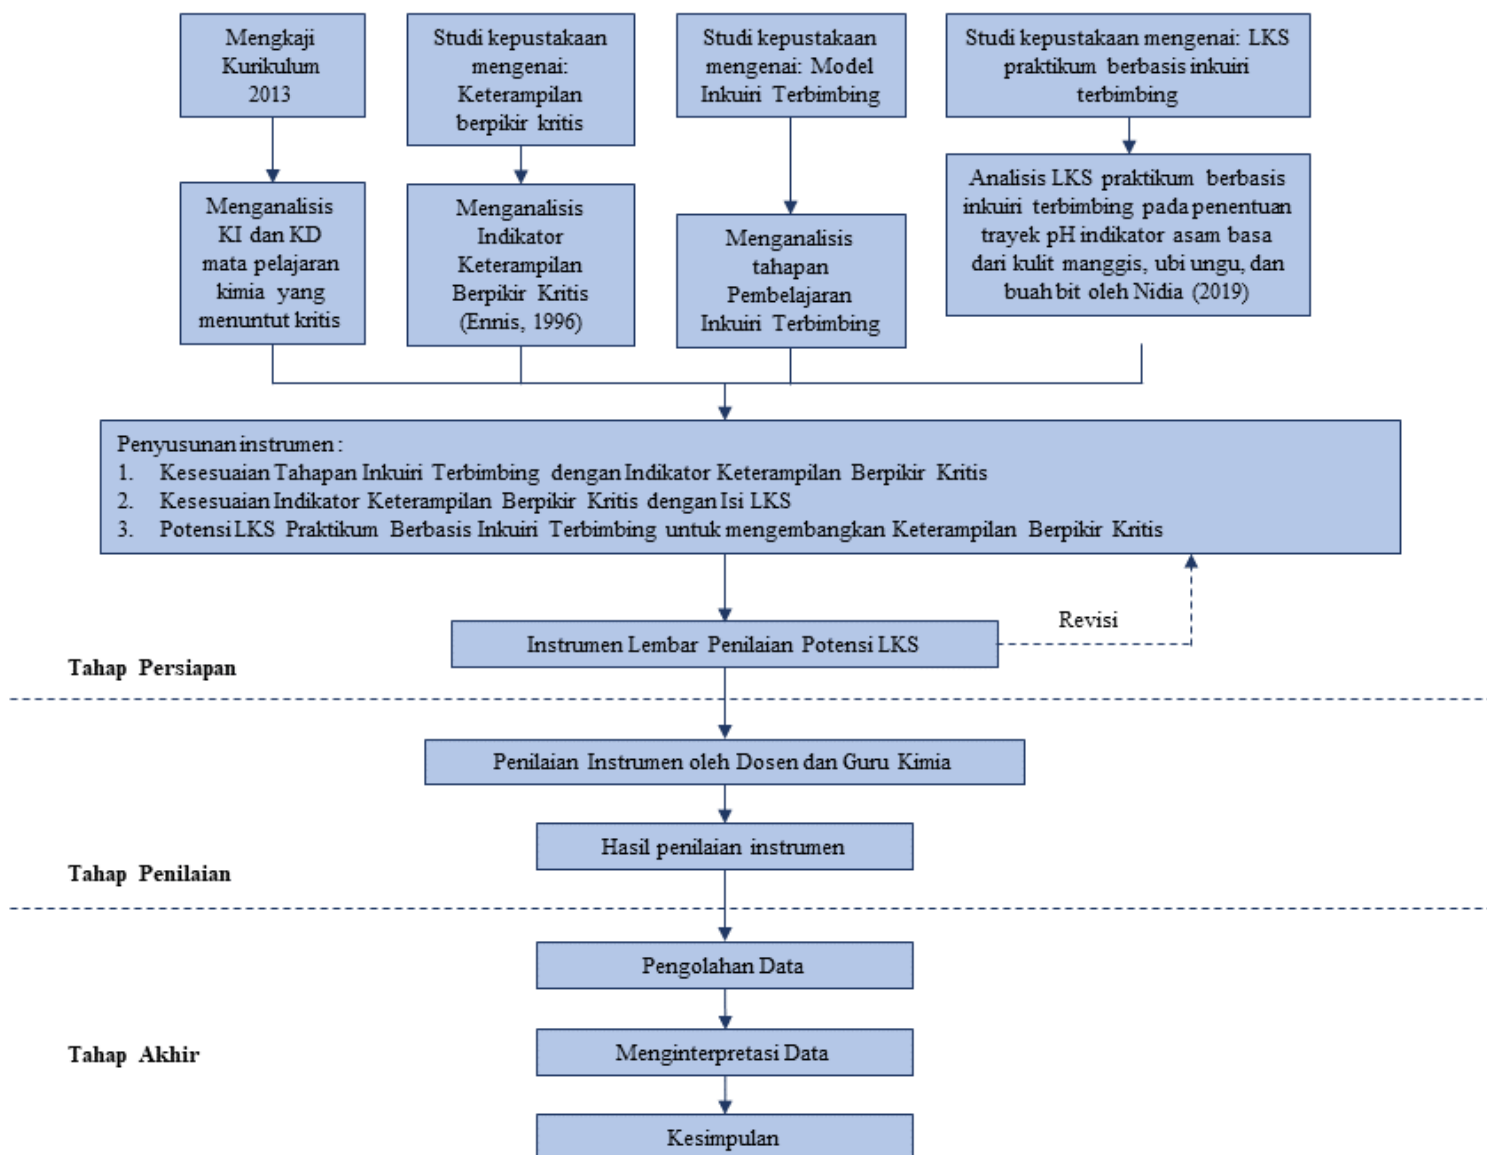 Mengkaji
Kurikulum
2013
Studi kepustakaan
mengenai:
Keterampilan
berpikir kritis
Studi kepustakaan
mengenai: Model
Inkuiri Terbimbing
Studi kepustakaan mengenai: LKS
praktikum berbasis inkuiri
terbimbing
Menganalisis
KI dan KD
mata pelajaran
kimia yang
menuntut kritis
Menganalisis
Indikator
Keterampilan
Berpikir Kritis
(Ennis, 1996)
Menganalisis
tahapan
Pembelajaran
Inkuiri Terbimbing
Analisis LKS praktikum berbasis
inkuiri terbimbing pada penentuan
trayek pH indikator asam basa
dari kulit manggis, ubi ungu, dan
buah bit oleh Nidia (2019)
Penyusunan instrumen :
1. Kesesuaian Tahapan Inkuiri Terbimbing dengan Indikator Keterampilan Berpikir Kritis
2. Kesesuaian Indikator Keterampilan Berpikir Kritis dengan Isi LKS
3. Potensi LKS Praktikum Berbasis Inkuiri Terbimbing untuk mengembangkan Keterampilan Berpikir Kritis
Revisi
Instrumen Lembar Penilaian Potensi LKS
Tahap Persiapan
Penilaian Instrumen oleh Dosen dan Guru Kimia
Hasil penilaian instrumen
Tahap Penilaian
Pengolahan Data
Menginterpretasi Data
Tahap Akhir
Kesimpulan